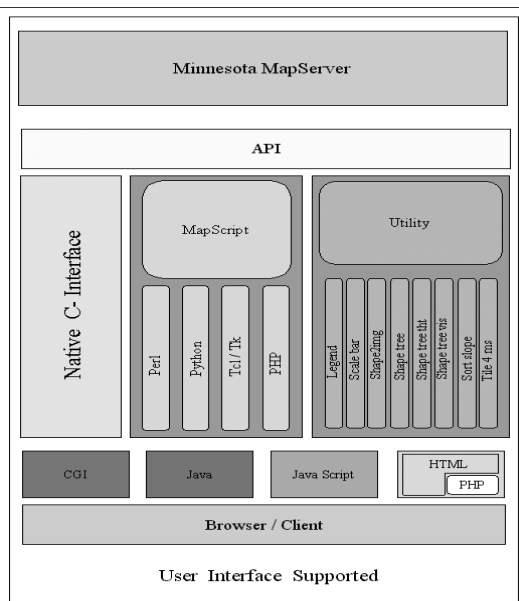 Minnesota MapServer
API
Native C- Interface
MapScript
Perl
Python
Tcl / Tk
PHP
Utility
Legend
Scale bar
Shape2img
Shape tree
Shape tree tht
Shape tree vis
Sort slope
Tile 4 ms
CGI
Java
Java Script
HTML
PHP
Browser / Client
User Interface Supported